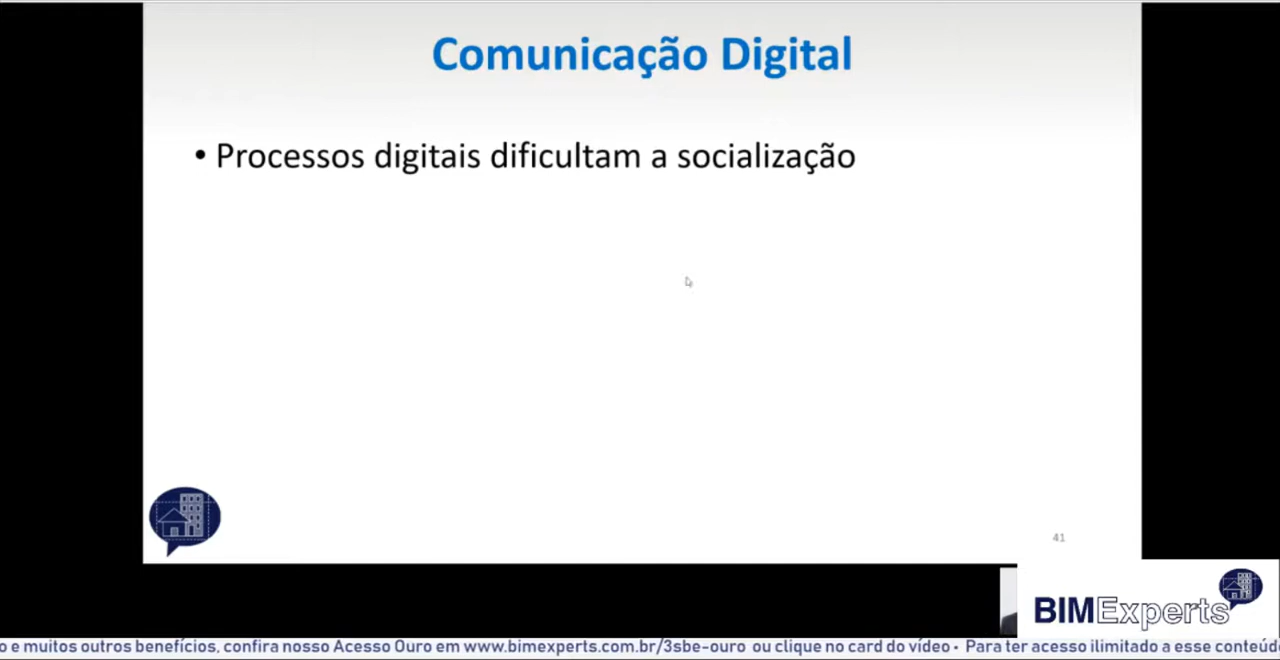 Comunicação Digital
• Processos digitais dificultam a socialização
41
BIMExperts
o e muitos outros benefícios, confira nosso Acesso Ouro em www.bimexperts.com.br/3sbe-ouro ou clique no card do vídeo • Para ter acesso ilimitado a esse conteúd